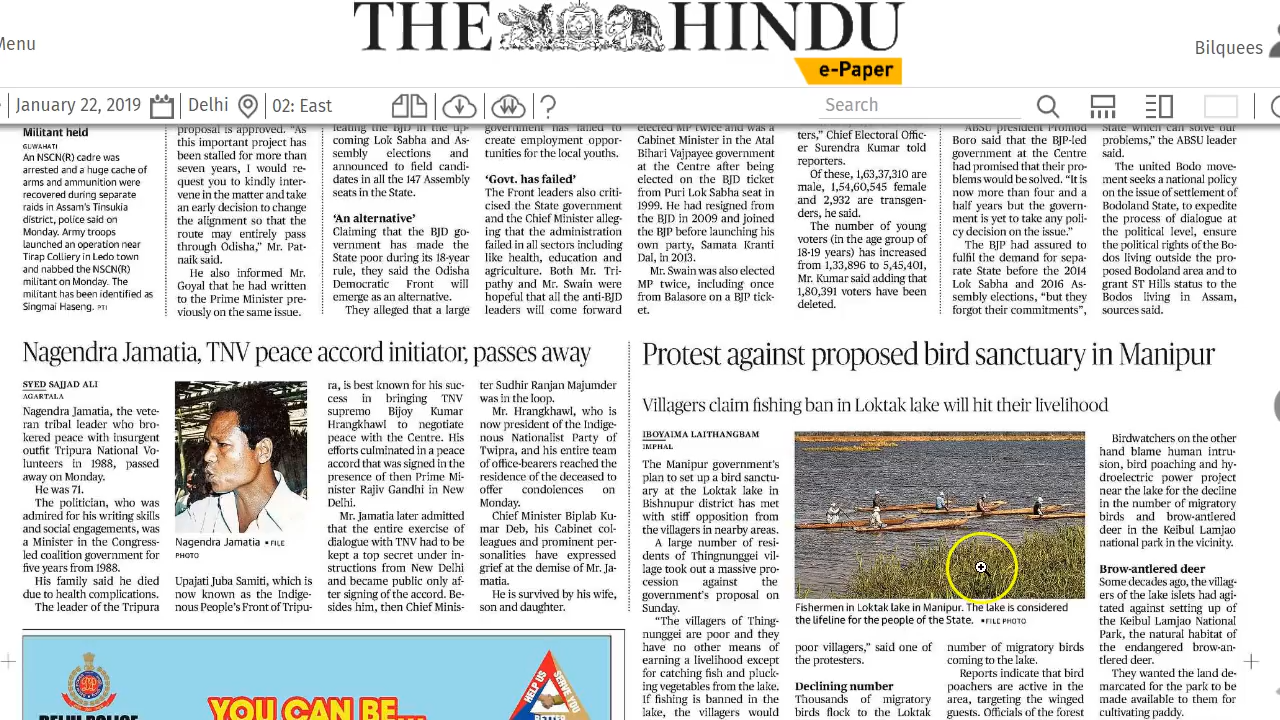 THE HINDU
e-Paper
Menu
Bilquees
January 22, 2019
Delhi
02: East
?
Search
Militant held
GUWAHATI
An NSCN(R) cadre was
arrested and a huge cache of
arms and ammunition were
recovered during separate
raids in Assam's Tinsukia
district, police said on
Monday. Army troops
launched an operation near
Tirap Colliery in Ledo town
and nabbed the NSCN(R)
militant on Monday. The
militant has been identified as
Singmai Haseng. PTI
proposal is approved. "As
this important project has
been stalled for more than
seven years, I would re-
quest you to kindly inter-
vene in the matter and take
an early decision to change
the alignment so that the
route may entirely pass
through Odisha," Mr. Pat-
naik said.
He also informed Mr.
Goyal that he had written
to the Prime Minister pre-
viously on the same issue.
leating the BJD in the up-
coming Lok Sabha and As-
sembly elections and
announced to field candi-
dates in all the 147 Assembly
seats in the State.
'An alternative'
Claiming that the BJD go-
vernment has made the
State poor during its 18-year
rule, they said the Odisha
Democratic Front will
emerge as an alternative.
They alleged that a large
government has failed to
create employment oppor-
tunities for the local youths.
'Govt. has failed'
The Front leaders also criti-
cised the State government
and the Chief Minister alleg-
ing that the administration
failed in all sectors including
like health, education and
agriculture. Both Mr. Tri-
pathy and Mr. Swain were
hopeful that all the anti-BJD
leaders will come forward
elected MP twice and was a
Cabinet Minister in the Atal
Bihari Vajpayee government
at the Centre after being
elected on the BJD ticket
from Puri Lok Sabha seat in
1999. He had resigned from
the BJD in 2009 and joined
the BJP before launching his
own party, Samata Kranti
Dal, in 2013.
Mr. Swain was also elected
MP twice, including once
from Balasore on a BJP tick-
et.
ters," Chief Electoral Offic-
er Surendra Kumar told
reporters.
Of these, 1,63,37,310 are
male, 1,54,60,545 female
and 2,932 are transgen-
ders, he said.
The number of young
voters (in the age group of
18-19 years) has increased
from 1,33,896 to 5,45,401,
Mr. Kumar said adding that
1,80,391 voters have been
deleted.
ABSU president Promod
Boro said that the BJP-led
government at the Centre
had promised that their pro-
blems would be solved. "It is
now more than four and a
half years but the govern-
ment is yet to take any poli-
cy decision on the issue."
The BJP had assured to
fulfil the demand for sepa-
rate State before the 2014
Lok Sabha and 2016 As-
sembly elections, "but they
forgot their commitments",
State which can solve our
problems," the ABSU leader
said.
The united Bodo move-
ment seeks a national policy
on the issue of settlement of
Bodoland State, to expedite
the process of dialogue at
the political level, ensure
the political rights of the Bo-
dos living outside the pro-
posed Bodoland area and to
grant ST Hills status to the
Bodos living in Assam,
sources said.
Nagendra Jamatia, TNV peace accord initiator, passes away
SYED SAJJAD ALI
AGARTALA
Nagendra Jamatia, the vete-
ran tribal leader who bro-
kered peace with insurgent
outfit Tripura National Vo-
lunteers in 1988, passed
away on Monday.
He was 71.
The politician, who was
admired for his writing skills
and social engagements, was
a Minister in the Congress-
led coalition government for
five years from 1988.
His family said he died
due to health complications.
The leader of the Tripura
Nagendra Jamatia • FILE
PHOTO
Upajati Juba Samiti, which is
now known as the Indige-
nous People's Front of Tripu-
ra, is best known for his suc-
cess in bringing TNV
supremo Bijoy Kumar
Hrangkhawl to negotiate
peace with the Centre. His
efforts culminated in a peace
accord that was signed in the
presence of then Prime Mi-
nister Rajiv Gandhi in New
Delhi.
Mr. Jamatia later admitted
that the entire exercise of
dialogue with TNV had to be
kept a top secret under in-
structions from New Delhi
and became public only af-
ter signing of the accord. Be-
sides him, then Chief Minis-
ter Sudhir Ranjan Majumder
was in the loop.
Mr. Hrangkhawl, who is
now president of the Indige-
nous Nationalist Party of
Twipra, and his entire team
of office-bearers reached the
residence of the deceased to
offer condolences on
Monday.
Chief Minister Biplab Ku-
mar Deb, his Cabinet col-
leagues and prominent per-
sonalities have expressed
grief at the demise of Mr. Ja-
matia.
He is survived by his wife,
son and daughter.
Protest against proposed bird sanctuary in Manipur
Villagers claim fishing ban in Loktak lake will hit their livelihood
IBOYAIMA LAITHANGBAM
IMPHAL
The Manipur government's
plan to set up a bird sanctu-
ary at the Loktak lake in
Bishnupur district has met
with stiff opposition from
the villagers in nearby areas.
A large number of resi-
dents of Thingnunggei vil-
lage took out a massive pro-
cession against the
government's proposal on
Sunday.
"The villagers of Thing-
nunggei are poor and they
have no other means of
earning a livelihood except
for catching fish and pluck-
ing vegetables from the lake.
If fishing is banned in the
lake, the villagers would
Fishermen in Loktak lake in Manipur. The lake is considered
the lifeline for the people of the State. • FILE PHOTO
poor villagers," said one of
the protesters.
Declining number
Thousands of migratory
birds flock to the Loktak
number of migratory birds
coming to the lake.
Reports indicate that bird
poachers are active in the
area, targeting the winged
guests. Officials of the forest
Birdwatchers on the other
hand blame human intru-
sion, bird poaching and hy-
droelectric power project
near the lake for the decline
in the number of migratory
birds and brow-antlered
deer in the Keibul Lamjao
national park in the vicinity.
Brow-antlered deer
Some decades ago, the villag-
ers of the lake islets had agi-
tated against setting up of
the Keibul Lamjao National
Park, the natural habitat of
the endangered brow-an-
tlered deer.
They wanted the land de-
marcated for the park to be
made available to them for
cultivating paddy.
DELHI POLICE
YOU CAN BE...
HELP US
SERVE YOU
BETTER